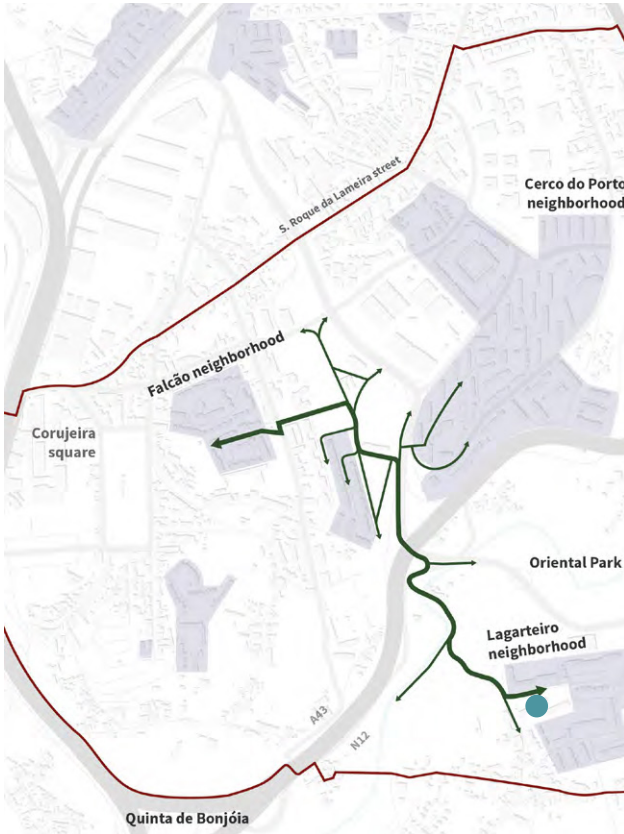 Cerco do Porto
neighborhood
S. Roque da Lameira street
Falcão neighborhood
Corujeira
square
Oriental Park
Lagarteiro
neighborhood
A43
N12
Quinta de Bonjóia